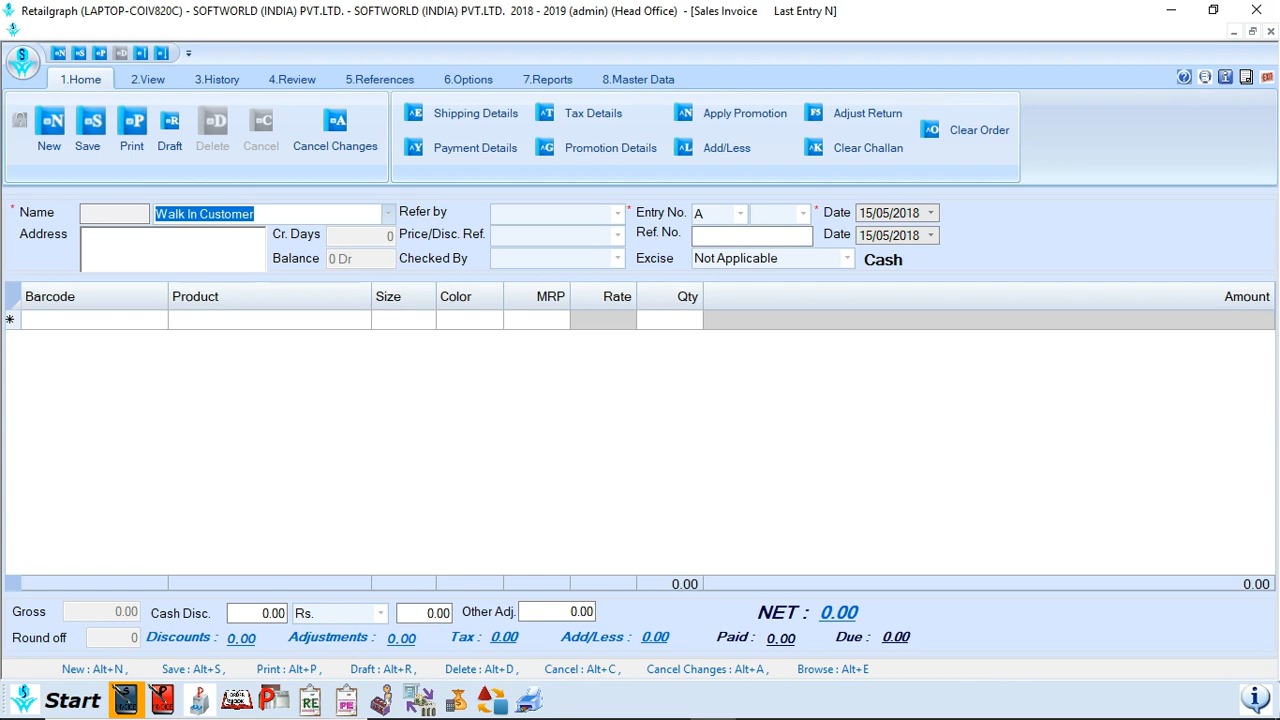 Retailgraph (LAPTOP-COIV820C) - SOFTWORLD (INDIA) PVT.LTD. - SOFTWORLD (INDIA) PVT.LTD. 2018 - 2019 (admin) (Head Office) - [Sales Invoice Last Entry N]
1.Home 2.View 3.History 4.Review 5.References 6.Options 7.Reports 8.Master Data
Shipping Details Tax Details Apply Promotion Adjust Return
Clear Order
New Save Print Draft Delete Cancel Cancel Changes
Payment Details Promotion Details Add/Less Clear Challan
* Name Walk In Customer Refer by * Entry No. A * Date 15/05/2018
Address Cr. Days 0 Price/Disc. Ref. Ref. No. Date 15/05/2018
Balance 0 Dr Checked By Excise Not Applicable Cash
Barcode Product Size Color MRP Rate Qty Amount
0.00 0.00
Gross 0.00 Cash Disc. 0.00 Rs. 0.00 Other Adj. 0.00 NET : 0.00
Round off 0 Discounts : 0.00 Adjustments : 0.00 Tax : 0.00 Add/Less : 0.00 Paid : 0.00 Due : 0.00
New : Alt+N , Save : Alt+S , Print : Alt+P , Draft : Alt+R , Delete : Alt+D , Cancel : Alt+C , Cancel Changes : Alt+A , Browse : Alt+E
Start